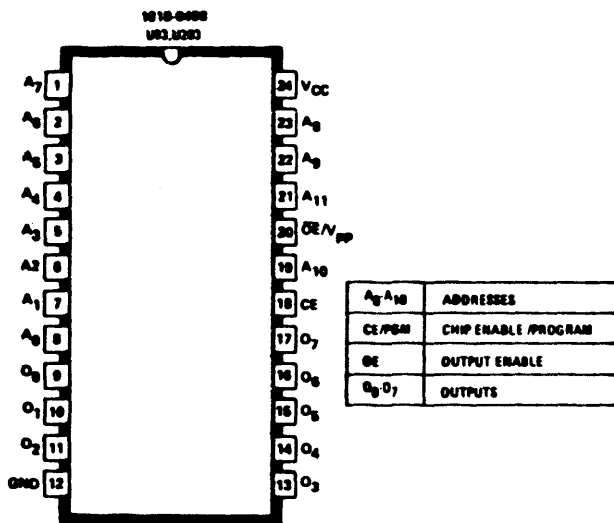 A7 1 24 VCC
A6 2 23 A8
A5 3 22 A9
A4 4 21 A11
A3 5 20 O̅E̅/VPP
A2 6 19 A10
A1 7 18 CE
A0 8 17 O7
O0 9 16 O6
O1 10 15 O5
O2 11 14 O4
GND 12 13 O3
A0-A10 ADDRESSES
CE/PGM CHIP ENABLE /PROGRAM
OE OUTPUT ENABLE
O0-O7 OUTPUTS